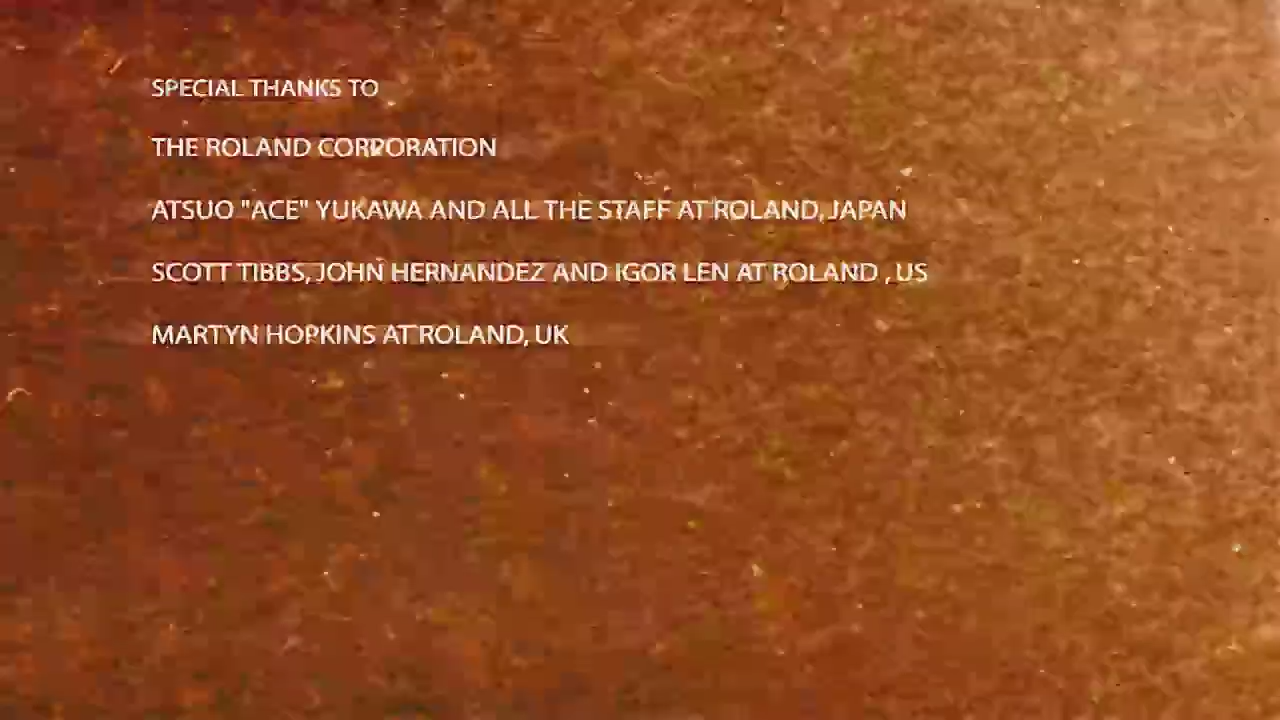 SPECIAL THANKS TO
THE ROLAND CORPORATION
ATSUO "ACE" YUKAWA AND ALL THE STAFF AT ROLAND, JAPAN
SCOTT TIBBS, JOHN HERNANDEZ AND IGOR LEN AT ROLAND , US
MARTYN HOPKINS AT ROLAND, UK